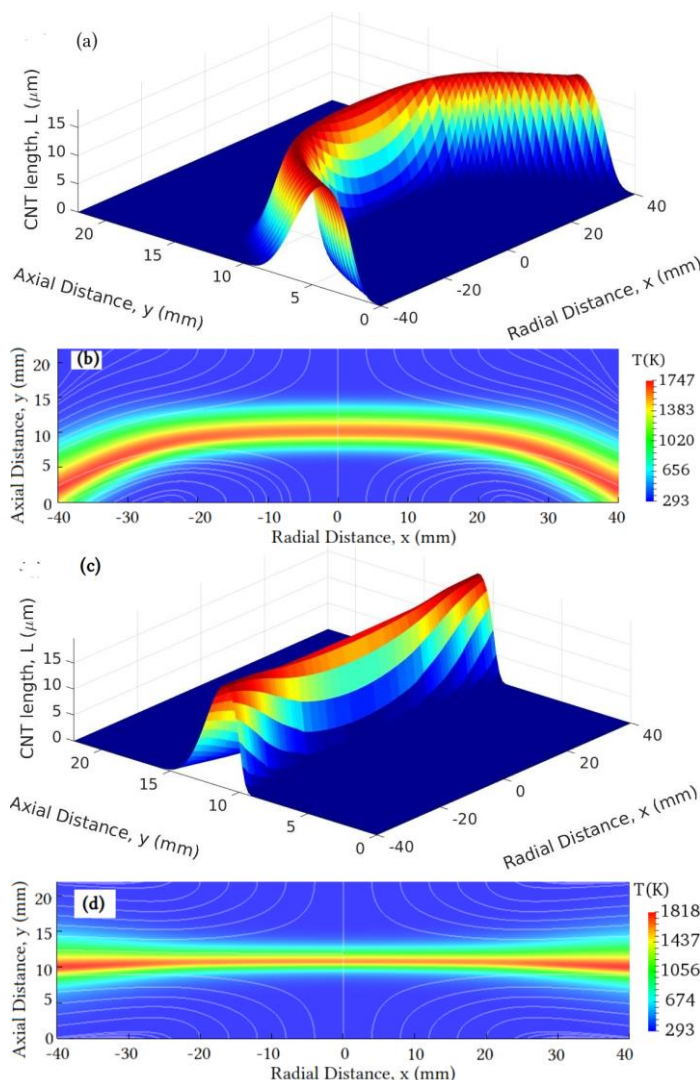 (a)
CNT length, L (μm)
15
10
5
0
20
15
10
5
0
Axial Distance, y (mm)
-40
-20
0
20
40
Radial Distance, x (mm)
(b)
Axial Distance, y (mm)
20
15
10
5
0
-40 -30 -20 -10 0 10 20 30 40
Radial Distance, x (mm)
T(K)
1747
1383
1020
656
293
(c)
CNT length, L (μm)
15
10
5
0
20
15
10
5
0
Axial Distance, y (mm)
-40
-20
0
20
40
Radial Distance, x (mm)
(d)
Axial Distance, y (mm)
20
15
10
5
0
-40 -30 -20 -10 0 10 20 30 40
Radial Distance, x (mm)
T(K)
1818
1437
1056
674
293